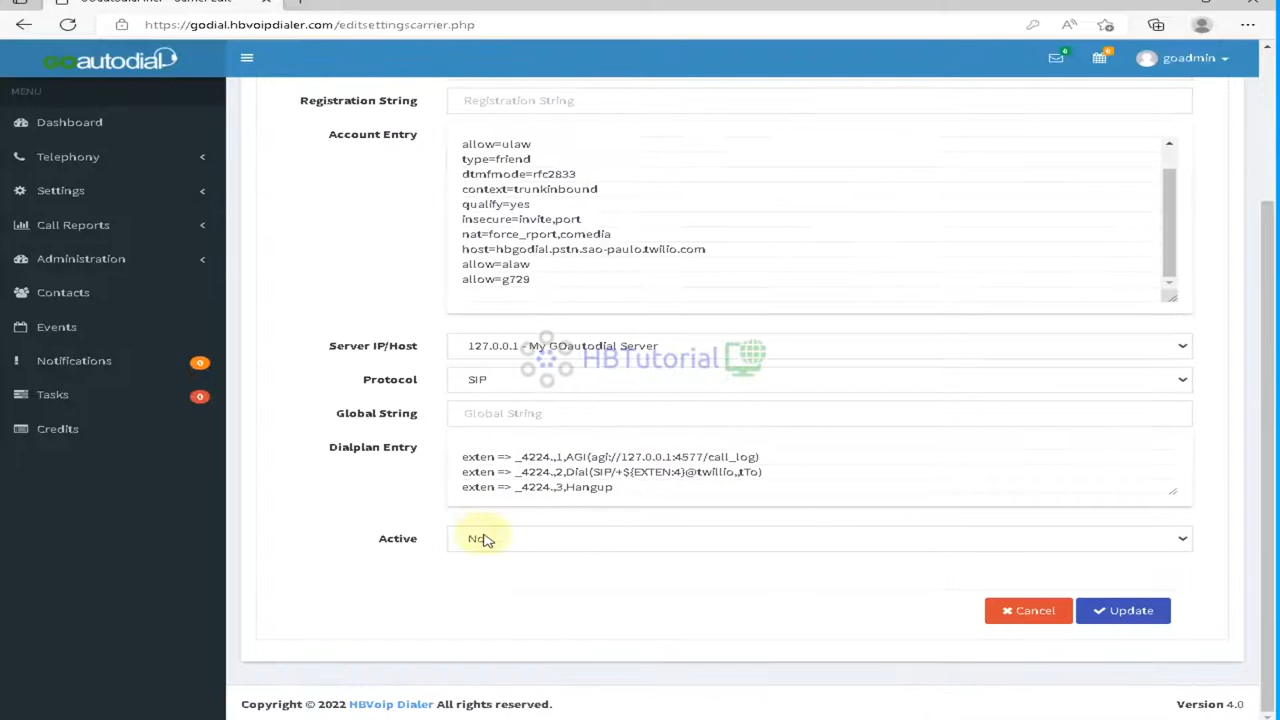 https://godial.hbvoipdialer.com/editsettingscarrier.php
GOautodial
0
0
goadmin
MENU
Dashboard
Telephony
Settings
Call Reports
Administration
Contacts
Events
Notifications 0
Tasks 0
Credits
Registration String
Registration String
Account Entry
allow=ulaw
type=friend
dtmfmode=rfc2833
context=trunkinbound
qualify=yes
insecure=invite,port
nat=force_rport,comedia
host=hbgodial.pstn.sao-paulo.twilio.com
allow=alaw
allow=g729
Server IP/Host
127.0.0.1 - My GOautodial Server
HBTutorial
Protocol
SIP
Global String
Global String
Dialplan Entry
exten => _4224.,1,AGI(agi://127.0.0.1:4577/call_log)
exten => _4224.,2,Dial(SIP/+${EXTEN:4}@twillio,,tTo)
exten => _4224.,3,Hangup
Active
No
Cancel
Update
Copyright © 2022 HBVoip Dialer All rights reserved.
Version 4.0